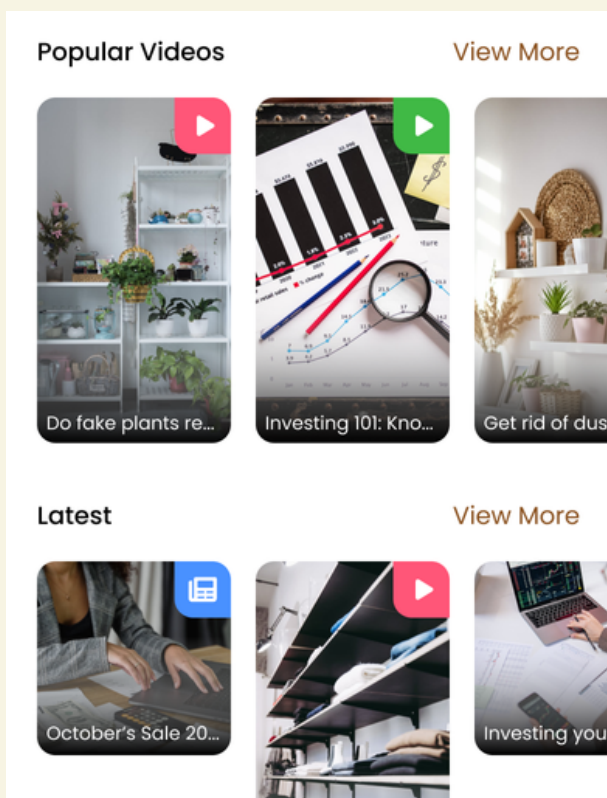 Popular Videos
View More
Do fake plants re...
Investing 101: Kno...
Get rid of dus
Latest
View More
October's Sale 20...
Investing you